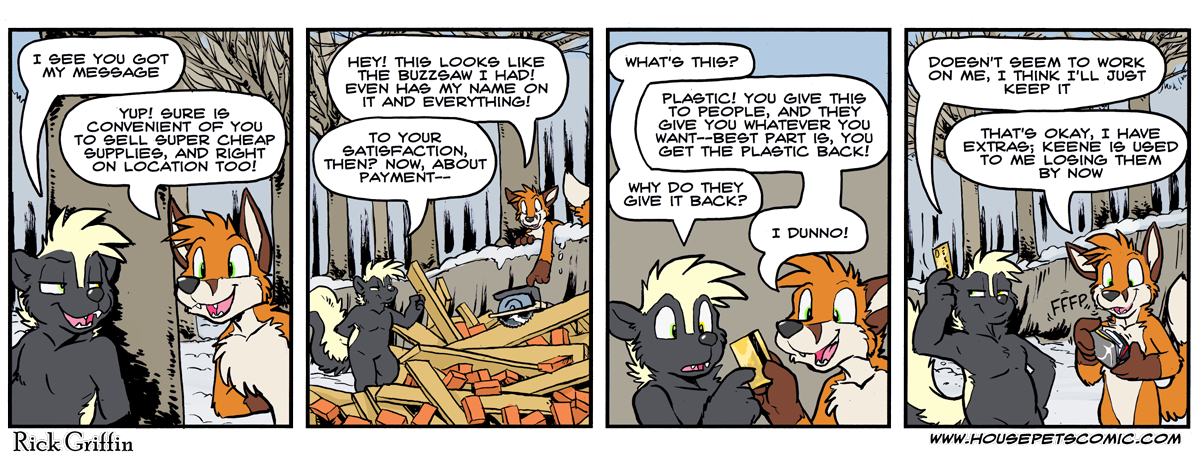 I SEE YOU GOT
MY MESSAGE
YUP! SURE IS
CONVENIENT OF YOU
TO SELL SUPER CHEAP
SUPPLIES, AND RIGHT
ON LOCATION TOO!
HEY! THIS LOOKS LIKE
THE BUZZSAW I HAD!
EVEN HAS MY NAME ON
IT AND EVERYTHING!
TO YOUR
SATISFACTION,
THEN? NOW, ABOUT
PAYMENT--
WHAT'S THIS?
PLASTIC! YOU GIVE THIS
TO PEOPLE, AND THEY
GIVE YOU WHATEVER YOU
WANT--BEST PART IS, YOU
GET THE PLASTIC BACK!
WHY DO THEY
GIVE IT BACK?
I DUNNO!
DOESN'T SEEM TO WORK
ON ME, I THINK I'LL JUST
KEEP IT
THAT'S OKAY, I HAVE
EXTRAS; KEENE IS USED
TO ME LOSING THEM
BY NOW
FFFP
Rick Griffin
WWW.HOUSEPETSCOMIC.COM